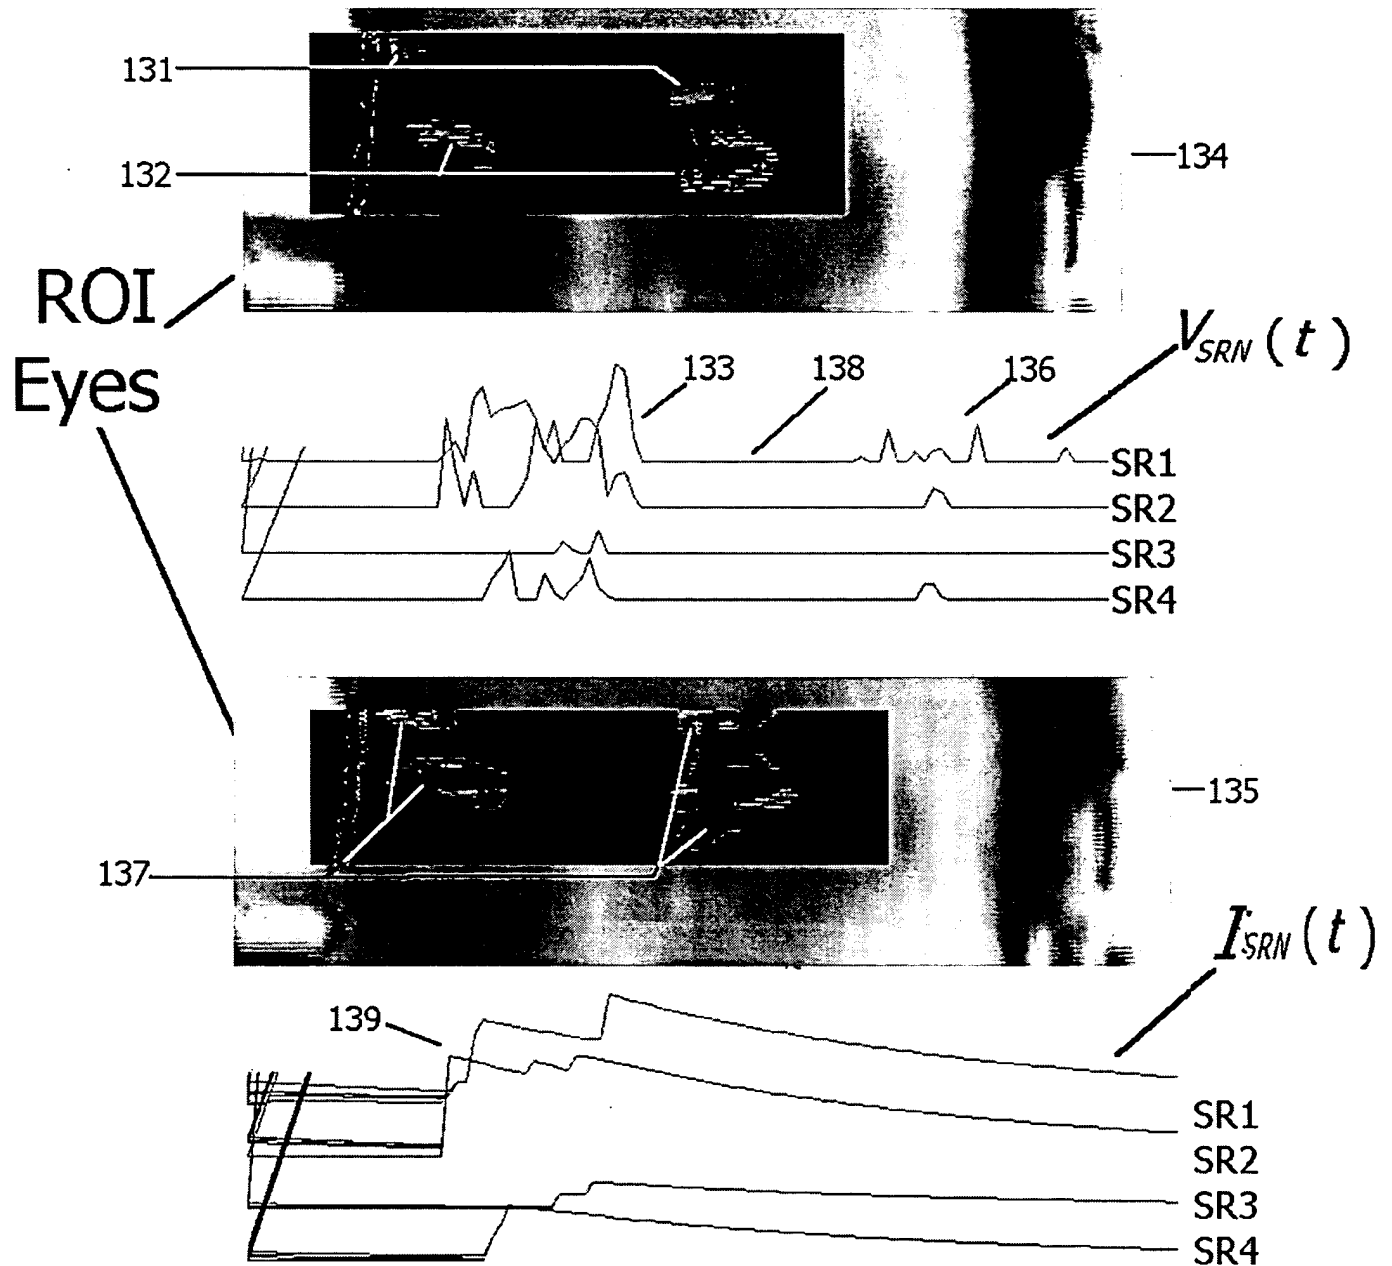 131
132
134
ROI
Eyes
V_SRN (t)
133
138
136
SR1
SR2
SR3
SR4
135
137
I_SRN (t)
139
SR1
SR2
SR3
SR4